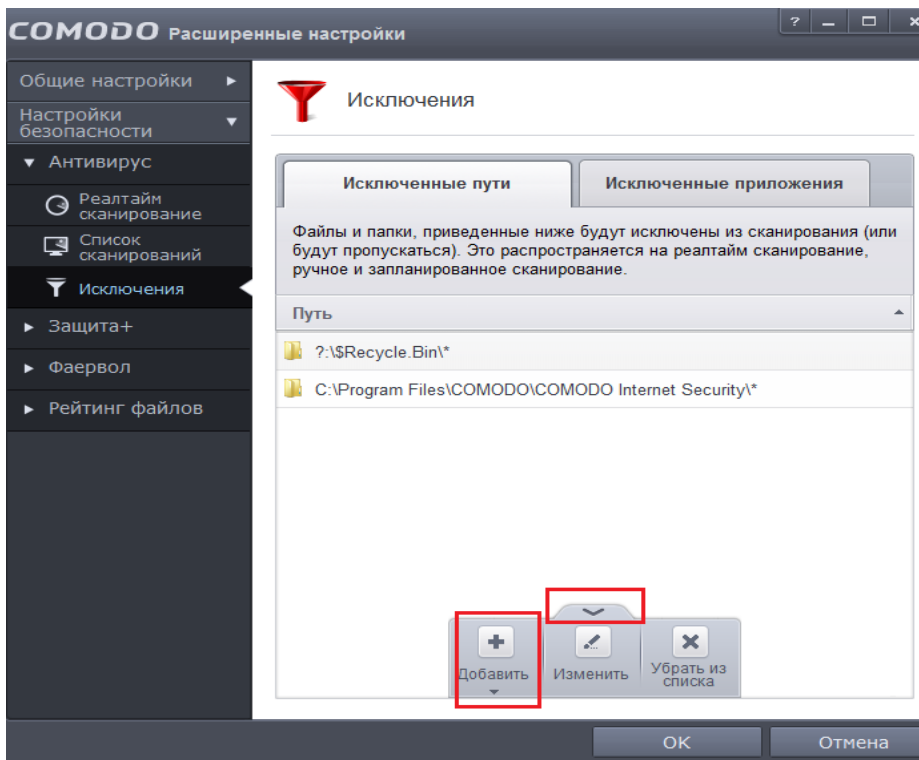 COMODO Расширенные настройки
Общие настройки
Настройки
безопасности
Антивирус
Реалтайм
сканирование
Список
сканирований
Исключения
Защита+
Фаервол
Рейтинг файлов
Исключения
Исключенные пути
Исключенные приложения
Файлы и папки, приведенные ниже будут исключены из сканирования (или
будут пропускаться). Это распространяется на реалтайм сканирование,
ручное и запланированное сканирование.
Путь
?:\$Recycle.Bin\*
C:\Program Files\COMODO\COMODO Internet Security\*
Добавить
Изменить
Убрать из
списка
OK
Отмена